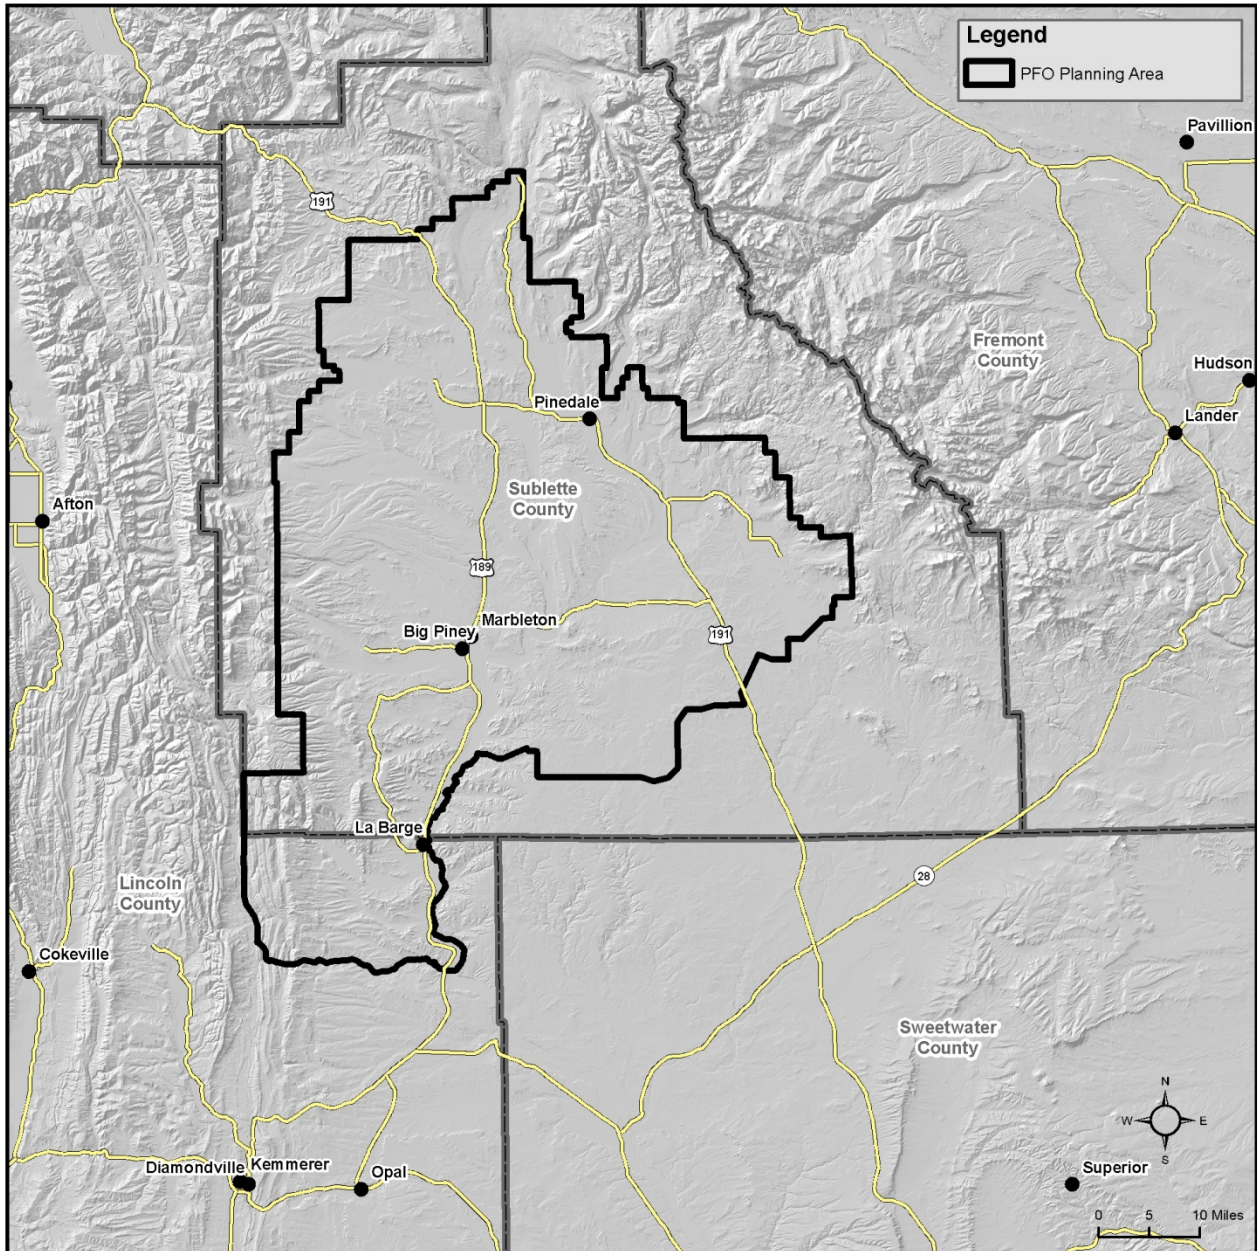 Legend
PFO Planning Area
Pavillion
191
Fremont
County
Hudson
Lander
Pinedale
Sublette
County
Afton
189
Marbleton
Big Piney
191
La Barge
Lincoln
County
28
Cokeville
Sweetwater
County
N
W
E
S
Diamondville
Kemmerer
Opal
Superior
0
5
10 Miles